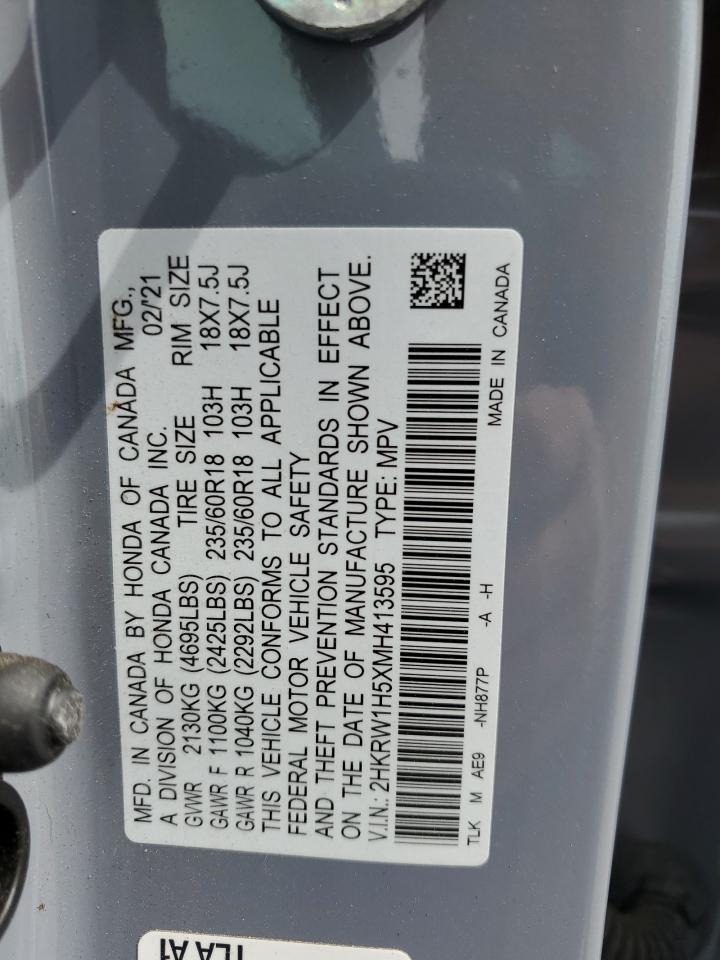 MFD. IN CANADA BY HONDA OF CANADA MFG.,
A DIVISION OF HONDA CANADA INC. 02/'21
GVWR 2130KG (4695LBS) TIRE SIZE RIM SIZE
GAWR F 1100KG (2425LBS) 235/60R18 103H 18X7.5J
GAWR R 1040KG (2292LBS) 235/60R18 103H 18X7.5J
THIS VEHICLE CONFORMS TO ALL APPLICABLE
FEDERAL MOTOR VEHICLE SAFETY
AND THEFT PREVENTION STANDARDS IN EFFECT
ON THE DATE OF MANUFACTURE SHOWN ABOVE.
V.I.N.: 2HKRW1H5XMH413595 TYPE: MPV
TLK M AE9 -NH877P -A -H MADE IN CANADA
TLA A1